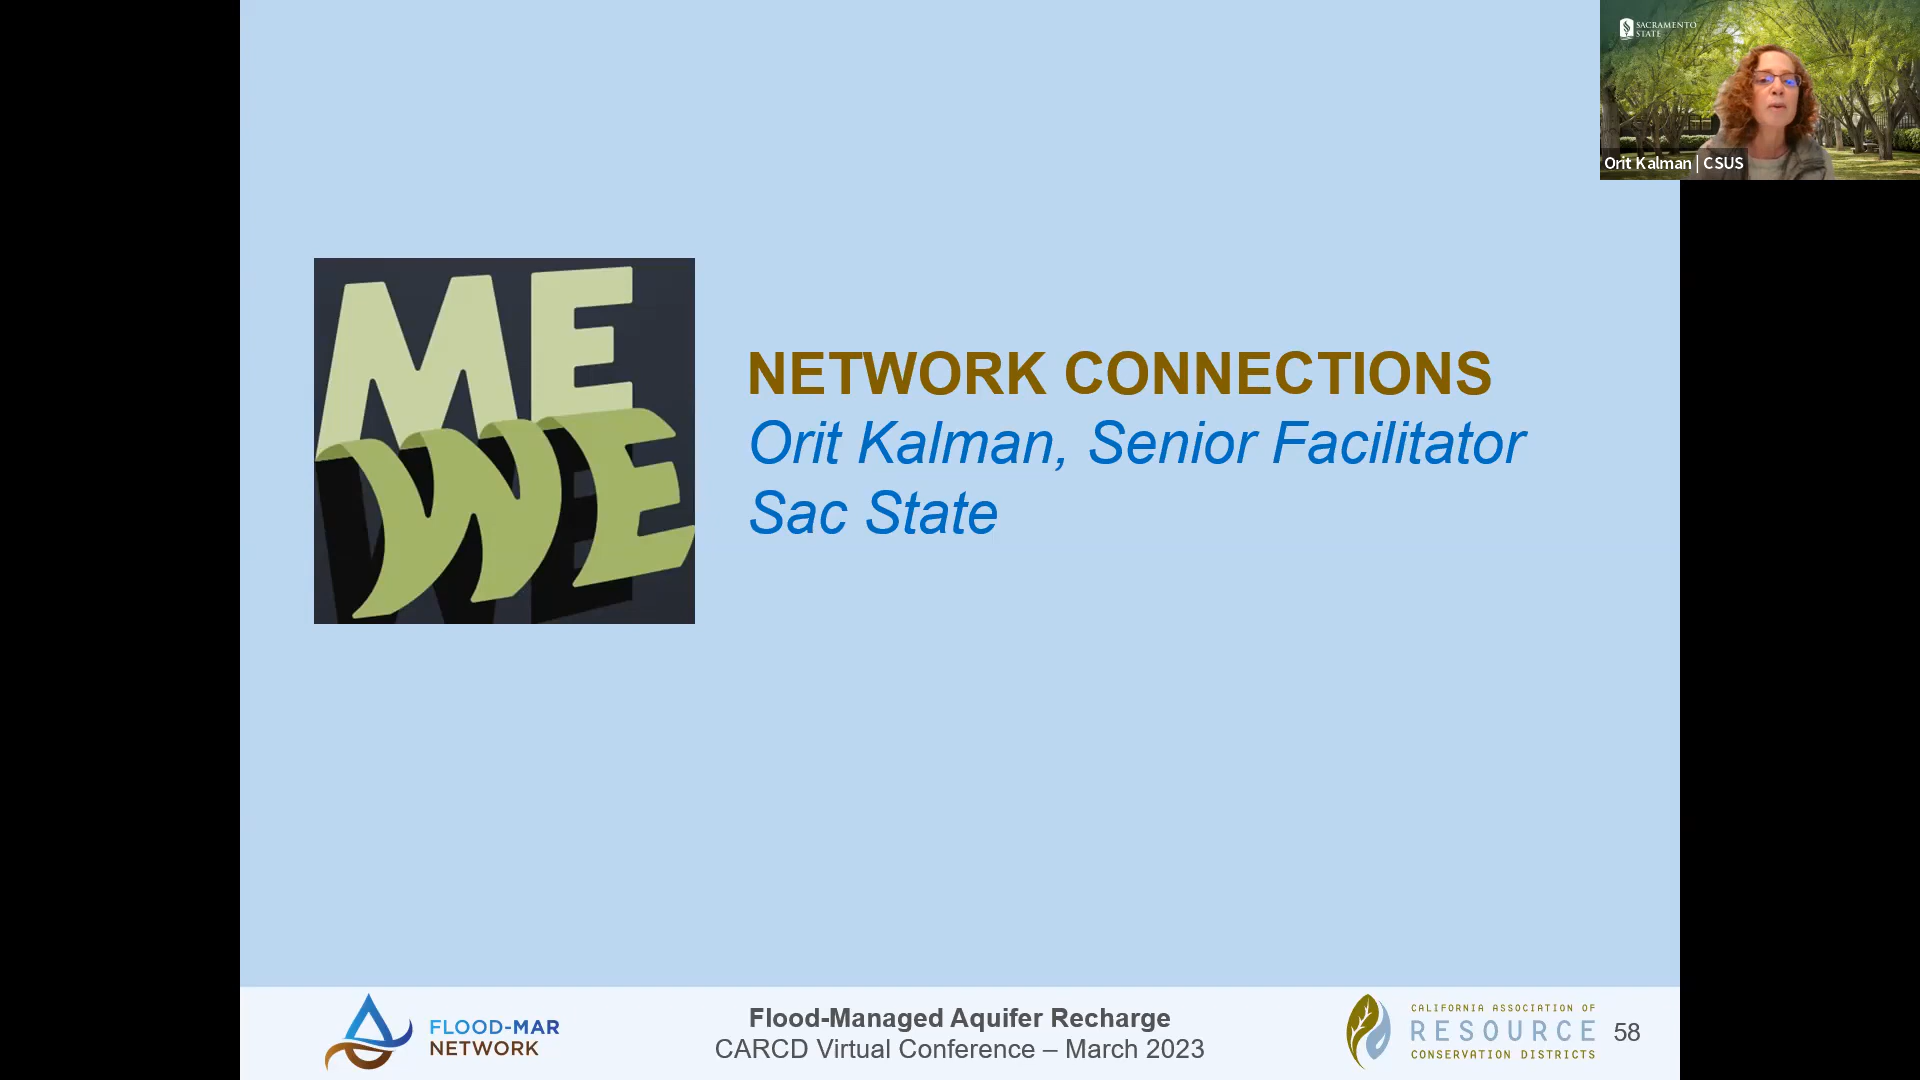 SACRAMENTO
STATE
Orit Kalman | CSUS
ME
WE
NETWORK CONNECTIONS
Orit Kalman, Senior Facilitator
Sac State
FLOOD-MAR
NETWORK
Flood-Managed Aquifer Recharge
CARCD Virtual Conference – March 2023
CALIFORNIA ASSOCIATION OF
RESOURCE
CONSERVATION DISTRICTS
58